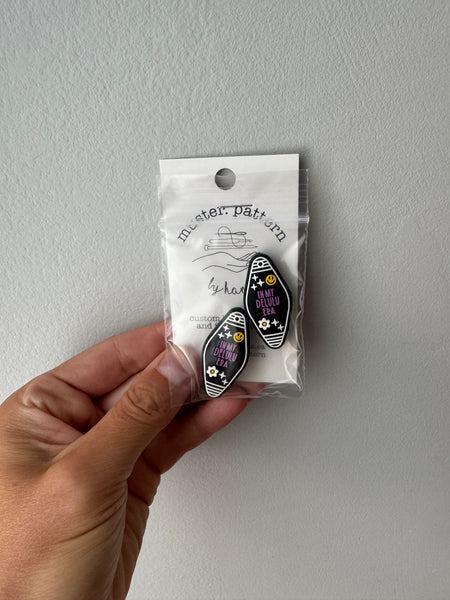 muster. pattern
by han
custom
and
IN MY
DELULU
ERA
IN MY
DELULU
ERA